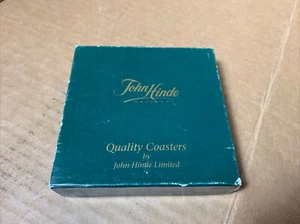 John Hinde
Quality Coasters
by
John Hinde Limited